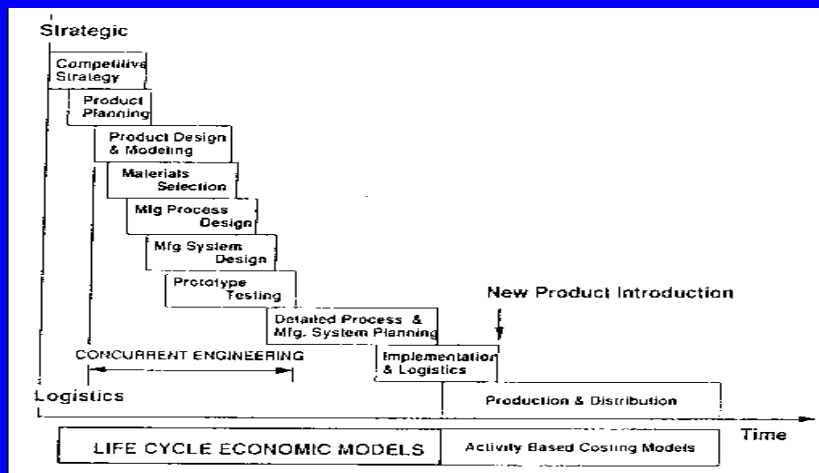 Strategic
Competitive
Strategy
Product
Planning
Product Design
& Modeling
Materials
Selection
Mfg Process
Design
Mfg System
Design
Prototype
Testing
New Product Introduction
Detailed Process &
Mfg. System Planning
CONCURRENT ENGINEERING
Implementation
& Logistics
Logistics
Production & Distribution
Time
LIFE CYCLE ECONOMIC MODELS
Activity Based Costing Models